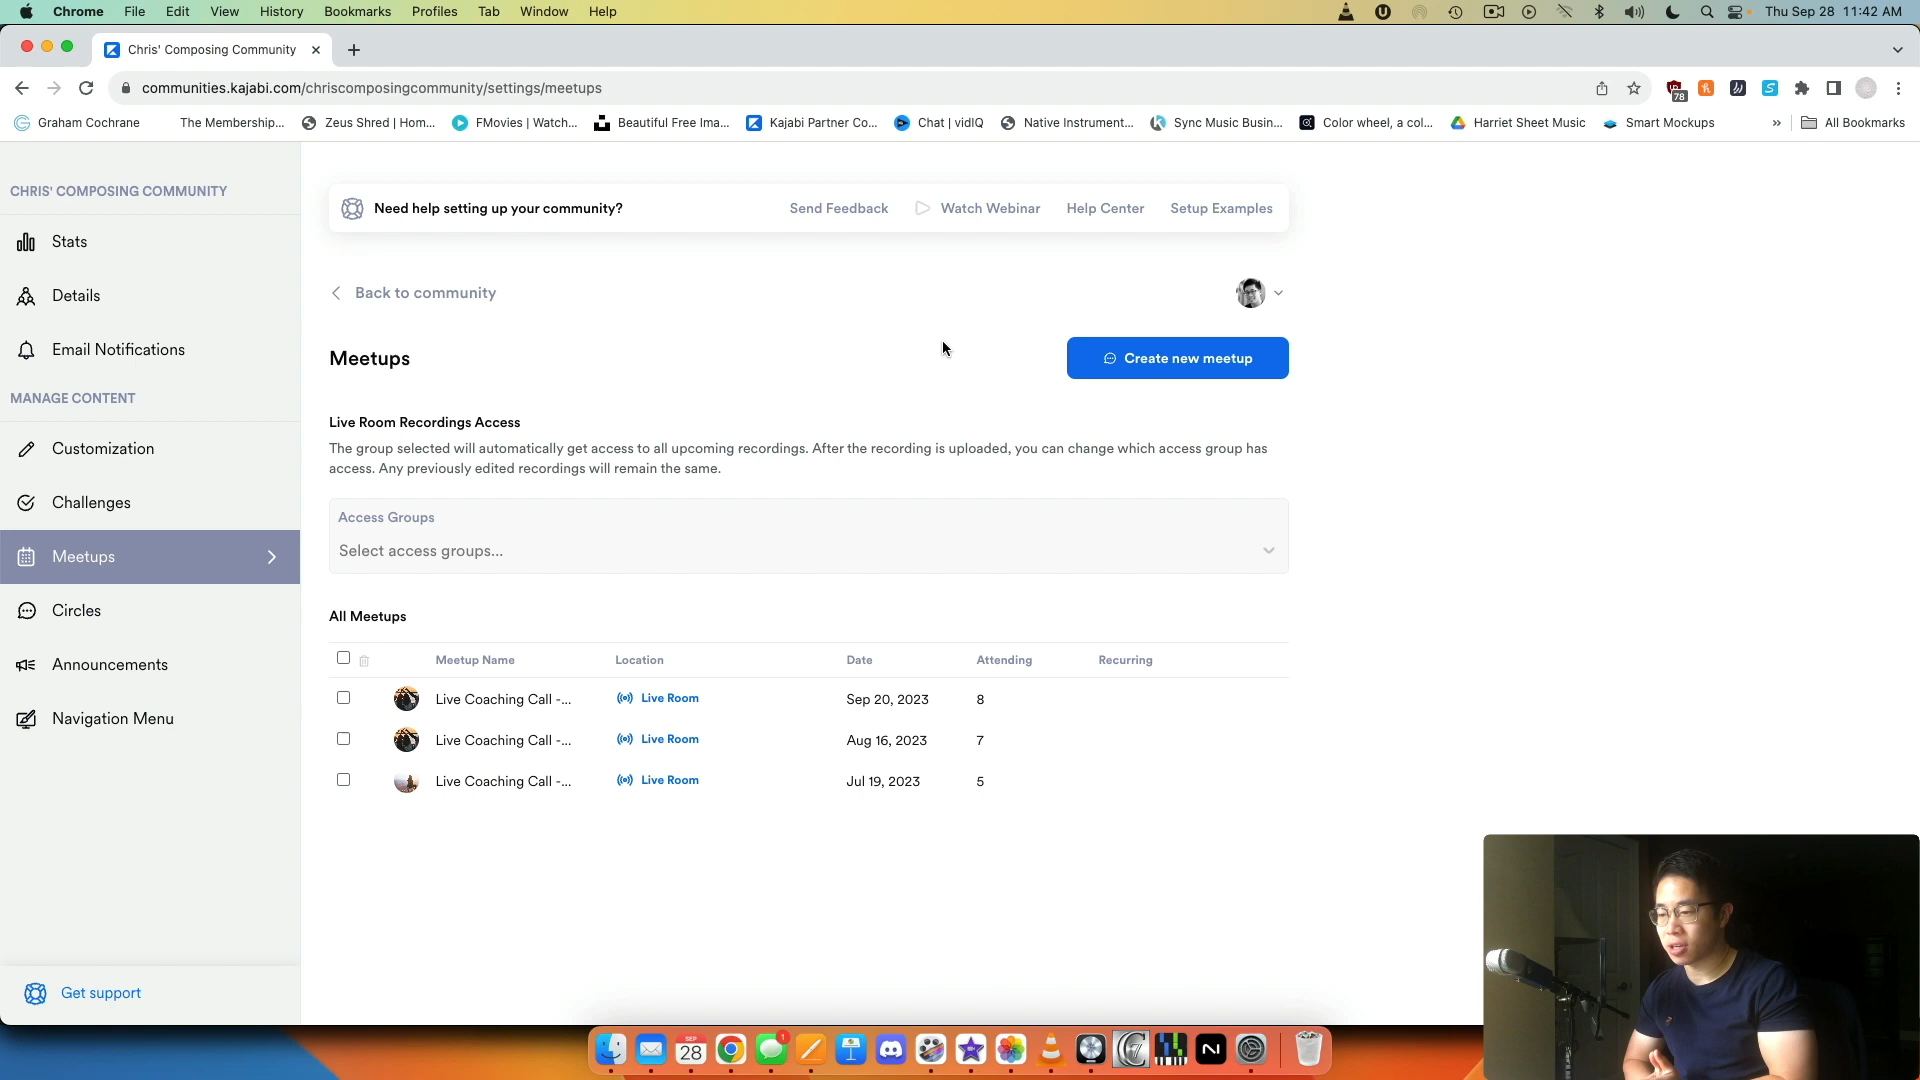 Chrome File Edit View History Bookmarks Profiles Tab Window Help Thu Sep 28 11:42 AM
Chris' Composing Community
communities.kajabi.com/chriscomposingcommunity/settings/meetups
78
Graham Cochrane The Membership... Zeus Shred | Hom... FMovies | Watch... Beautiful Free Ima... Kajabi Partner Co... Chat | vidIQ Native Instrument... Sync Music Busin... Color wheel, a col... Harriet Sheet Music Smart Mockups » All Bookmarks
CHRIS' COMPOSING COMMUNITY
Stats
Details
Email Notifications
MANAGE CONTENT
Customization
Challenges
Meetups
Circles
Announcements
Navigation Menu
Get support
Need help setting up your community? Send Feedback Watch Webinar Help Center Setup Examples
Back to community
Meetups
Create new meetup
Live Room Recordings Access
The group selected will automatically get access to all upcoming recordings. After the recording is uploaded, you can change which access group has
access. Any previously edited recordings will remain the same.
Access Groups
Select access groups...
All Meetups
Meetup Name Location Date Attending Recurring
Live Coaching Call -... Live Room Sep 20, 2023 8
Live Coaching Call -... Live Room Aug 16, 2023 7
Live Coaching Call -... Live Room Jul 19, 2023 5
SEP
28
1